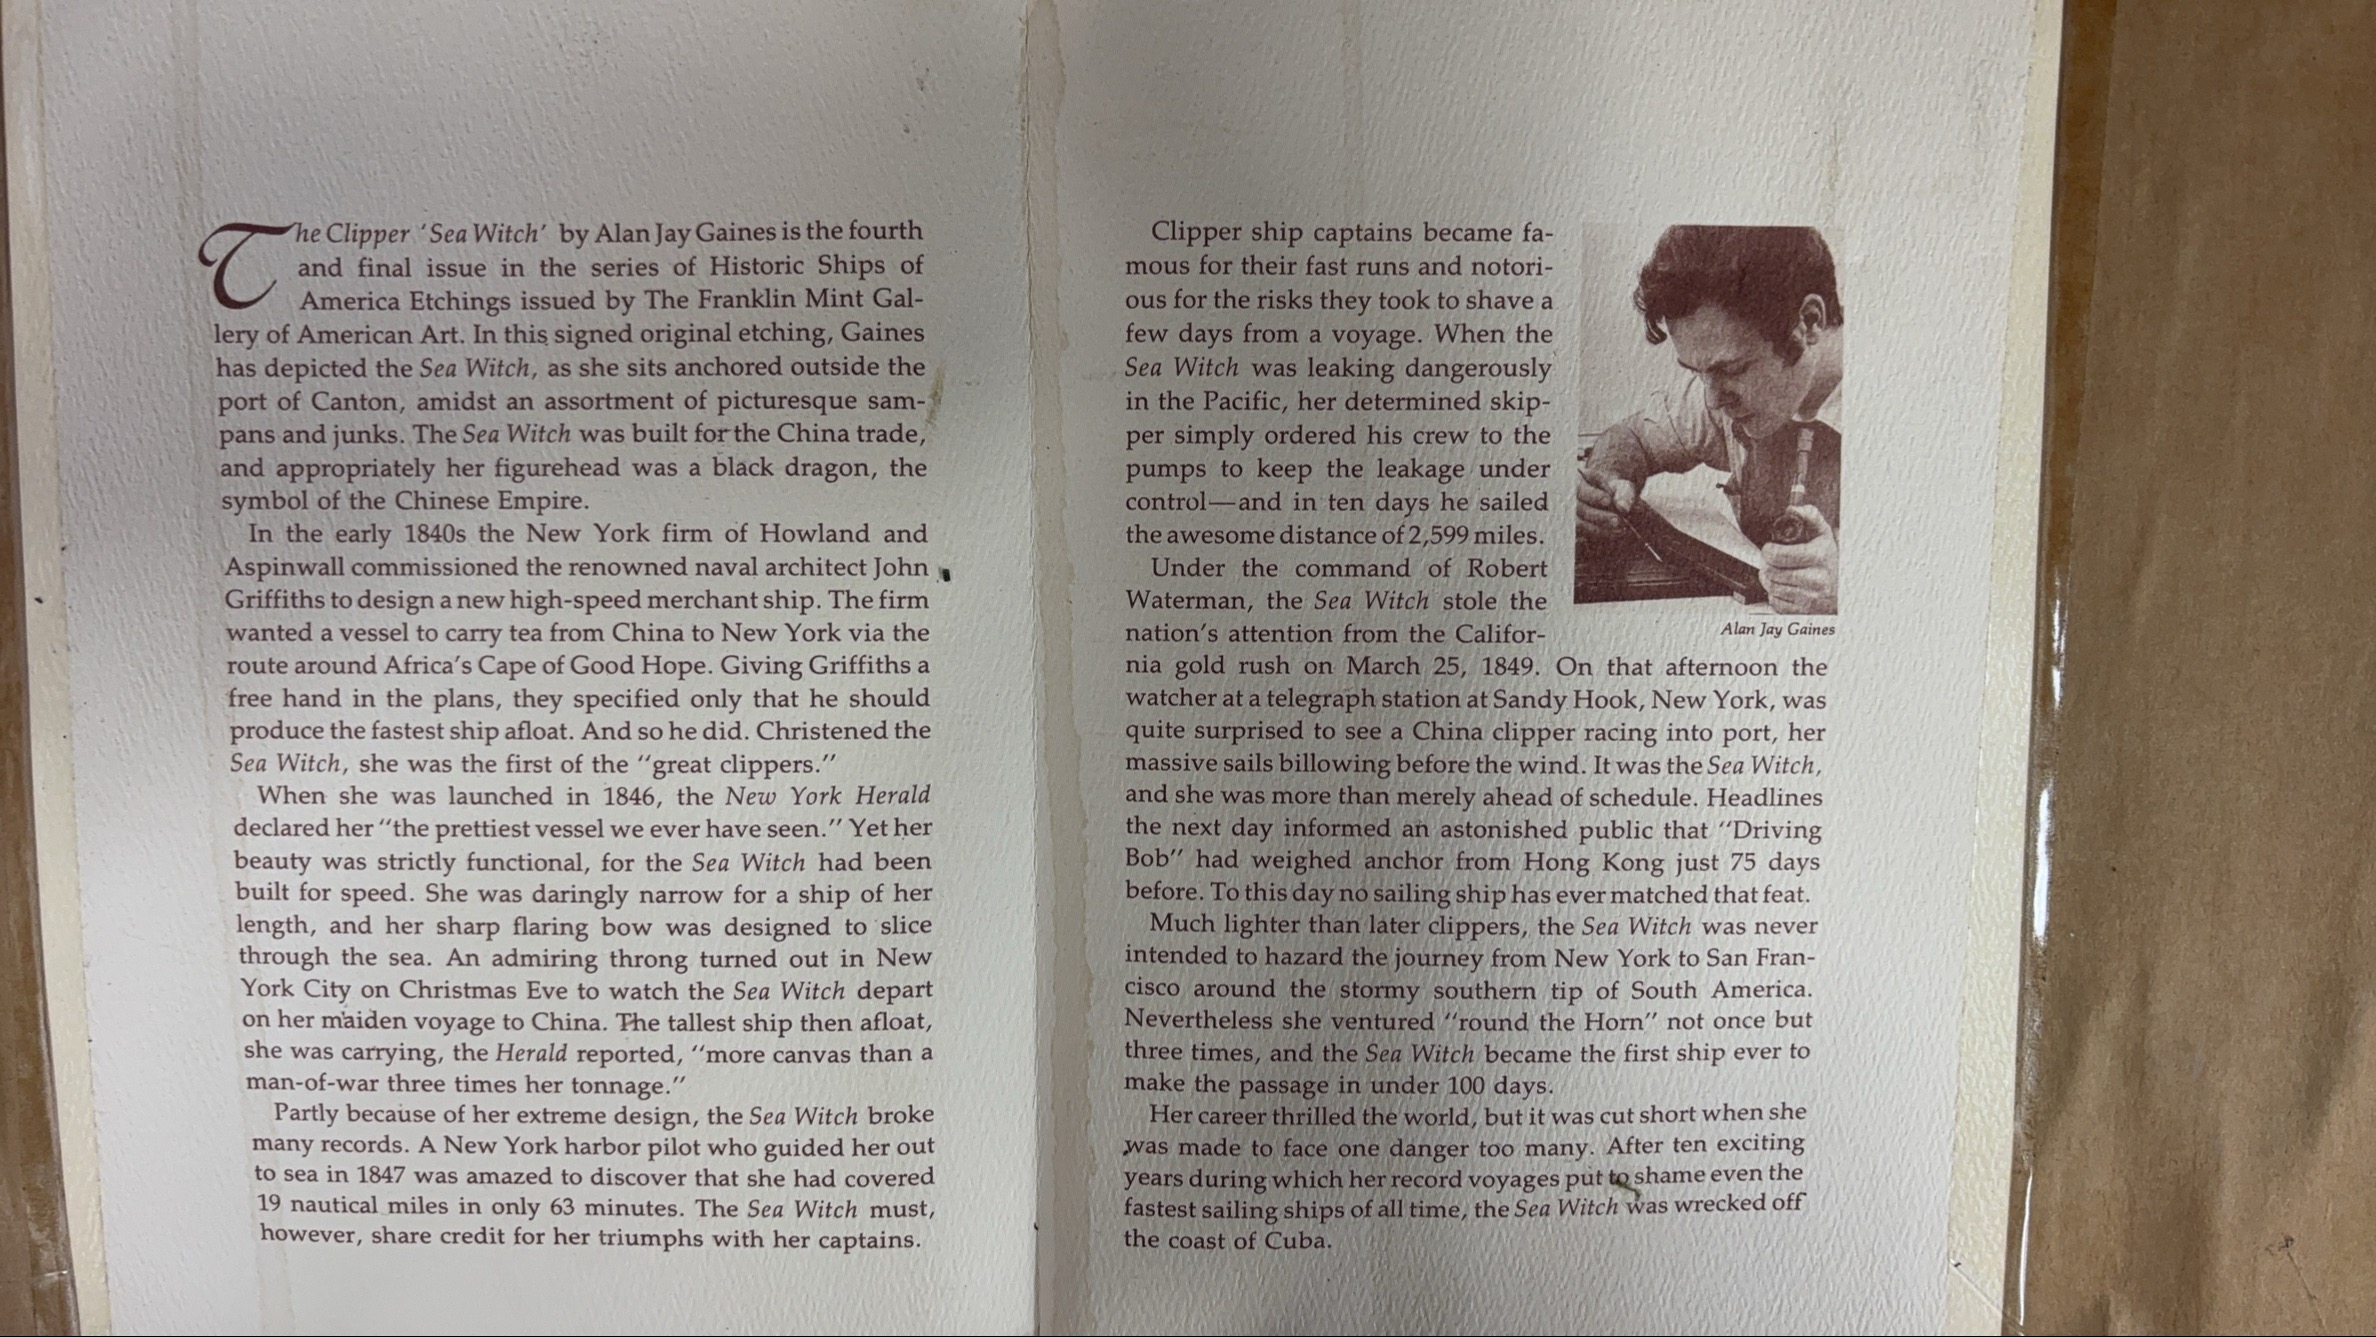 The Clipper ‘Sea Witch’ by Alan Jay Gaines is the fourth
and final issue in the series of Historic Ships of
America Etchings issued by The Franklin Mint Gal-
lery of American Art. In this signed original etching, Gaines
has depicted the Sea Witch, as she sits anchored outside the
port of Canton, amidst an assortment of picturesque sam-
pans and junks. The Sea Witch was built for the China trade,
and appropriately her figurehead was a black dragon, the
symbol of the Chinese Empire.
In the early 1840s the New York firm of Howland and
Aspinwall commissioned the renowned naval architect John
Griffiths to design a new high-speed merchant ship. The firm
wanted a vessel to carry tea from China to New York via the
route around Africa’s Cape of Good Hope. Giving Griffiths a
free hand in the plans, they specified only that he should
produce the fastest ship afloat. And so he did. Christened the
Sea Witch, she was the first of the “great clippers.”
When she was launched in 1846, the New York Herald
declared her “the prettiest vessel we ever have seen.” Yet her
beauty was strictly functional, for the Sea Witch had been
built for speed. She was daringly narrow for a ship of her
length, and her sharp flaring bow was designed to slice
through the sea. An admiring throng turned out in New
York City on Christmas Eve to watch the Sea Witch depart
on her maiden voyage to China. The tallest ship then afloat,
she was carrying, the Herald reported, “more canvas than a
man-of-war three times her tonnage.”
Partly because of her extreme design, the Sea Witch broke
many records. A New York harbor pilot who guided her out
to sea in 1847 was amazed to discover that she had covered
19 nautical miles in only 63 minutes. The Sea Witch must,
however, share credit for her triumphs with her captains.
Clipper ship captains became fa-
mous for their fast runs and notori-
ous for the risks they took to shave a
few days from a voyage. When the
Sea Witch was leaking dangerously
in the Pacific, her determined skip-
per simply ordered his crew to the
pumps to keep the leakage under
control—and in ten days he sailed
the awesome distance of 2,599 miles.
Under the command of Robert
Waterman, the Sea Witch stole the
nation’s attention from the Califor-
nia gold rush on March 25, 1849. On that afternoon the
watcher at a telegraph station at Sandy Hook, New York, was
quite surprised to see a China clipper racing into port, her
massive sails billowing before the wind. It was the Sea Witch,
and she was more than merely ahead of schedule. Headlines
the next day informed an astonished public that “Driving
Bob” had weighed anchor from Hong Kong just 75 days
before. To this day no sailing ship has ever matched that feat.
Much lighter than later clippers, the Sea Witch was never
intended to hazard the journey from New York to San Fran-
cisco around the stormy southern tip of South America.
Nevertheless she ventured “round the Horn” not once but
three times, and the Sea Witch became the first ship ever to
make the passage in under 100 days.
Her career thrilled the world, but it was cut short when she
was made to face one danger too many. After ten exciting
years during which her record voyages put to shame even the
fastest sailing ships of all time, the Sea Witch was wrecked off
the coast of Cuba.
Alan Jay Gaines